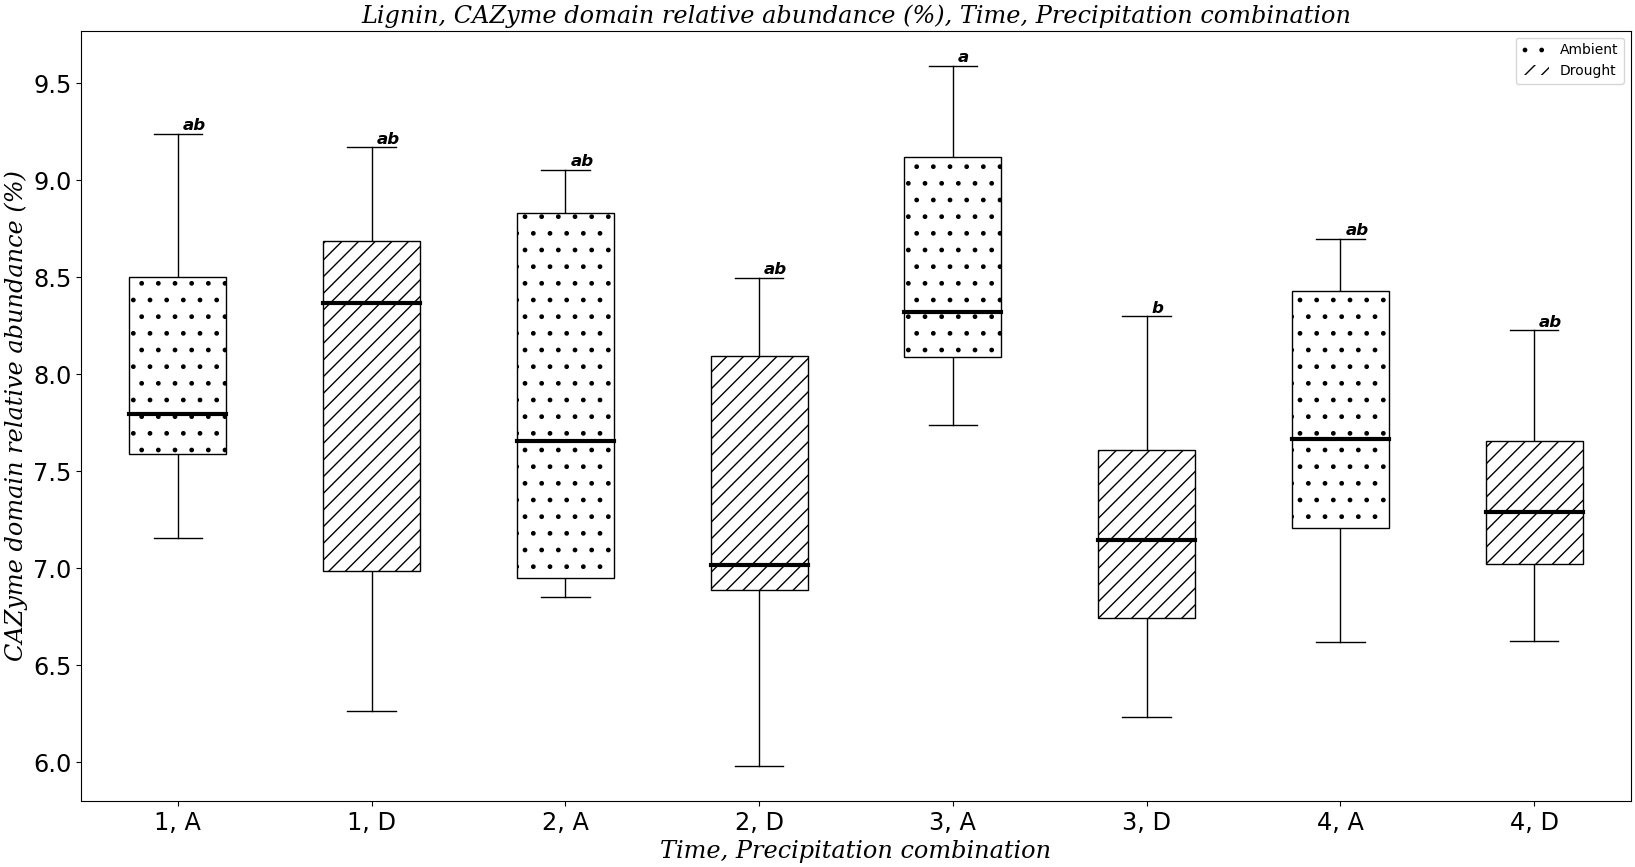 Lignin, CAZyme domain relative abundance (%), Time, Precipitation combination
Ambient
Drought
CAZyme domain relative abundance (%)
9.5
9.0
8.5
8.0
7.5
7.0
6.5
6.0
ab
ab
ab
ab
a
b
ab
ab
1, A
1, D
2, A
2, D
3, A
3, D
4, A
4, D
Time, Precipitation combination